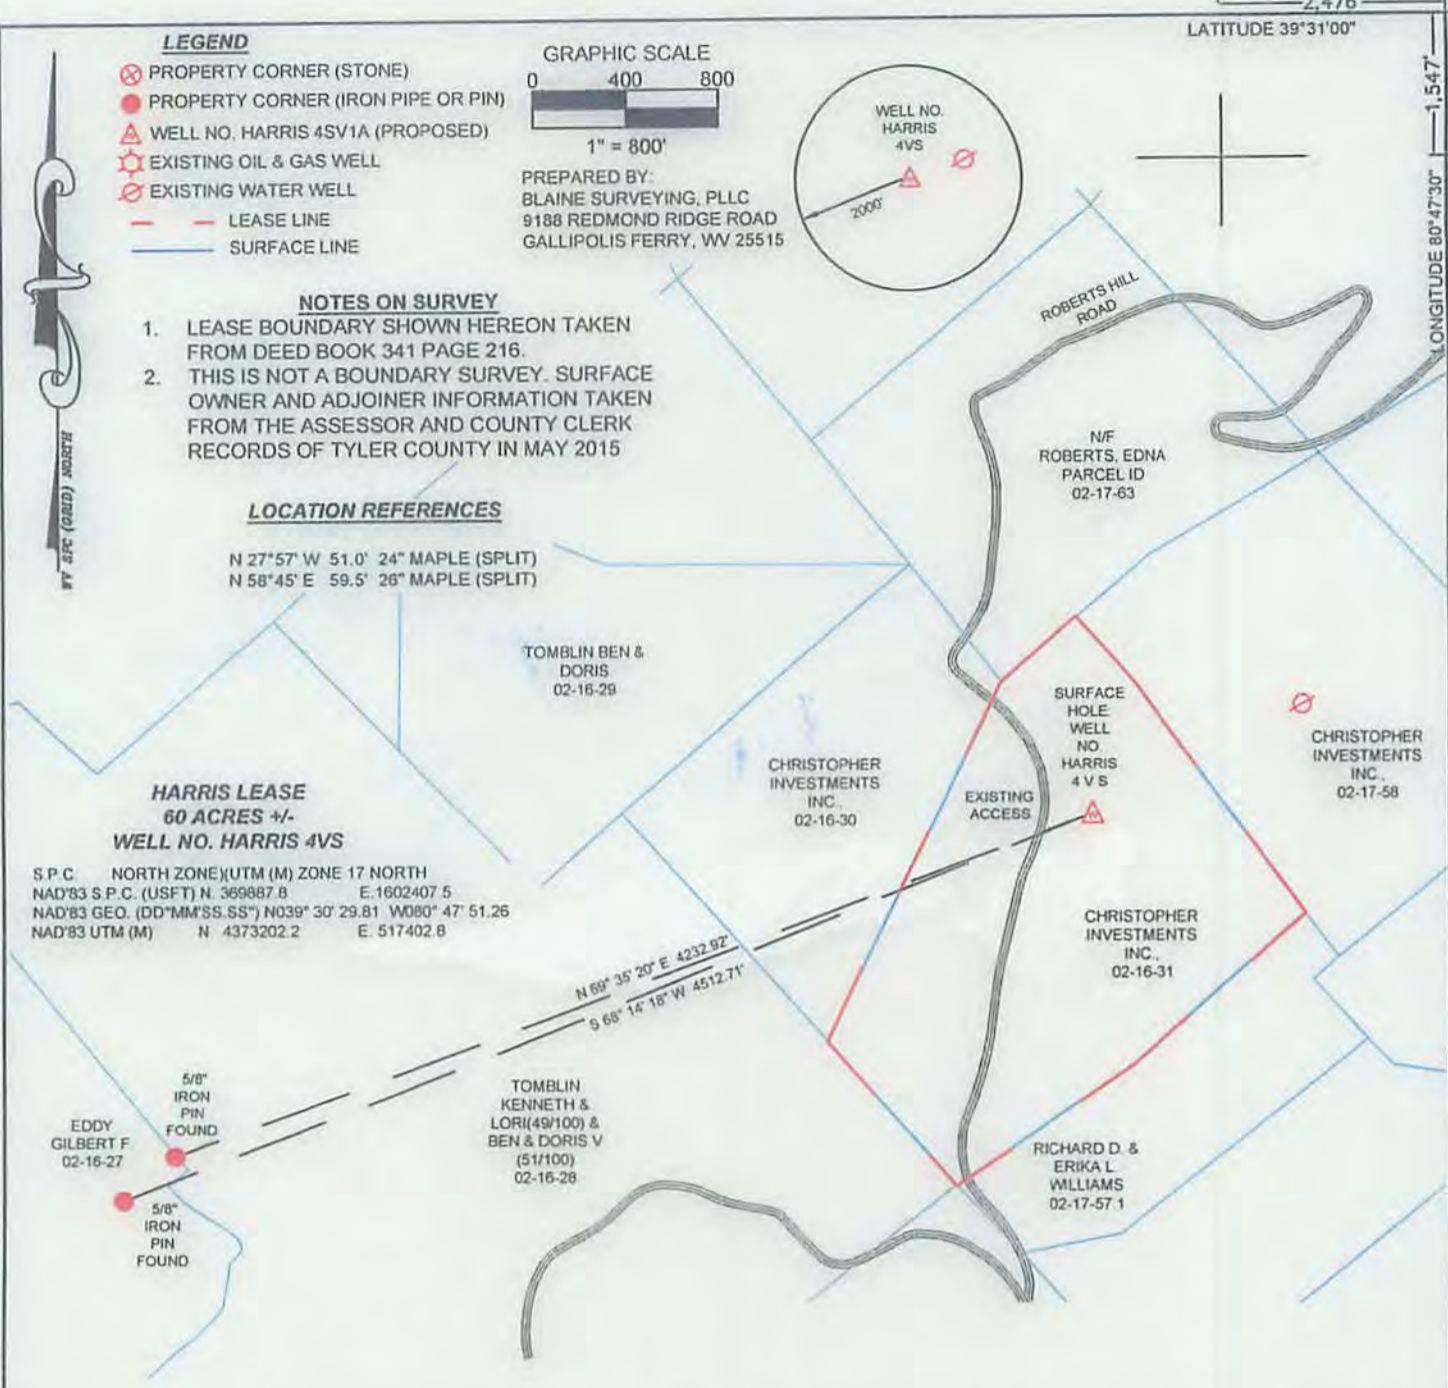 2,476
LATITUDE 39°31'00"
1,547'
LONGITUDE 80°47'30"
LEGEND
PROPERTY CORNER (STONE)
PROPERTY CORNER (IRON PIPE OR PIN)
WELL NO. HARRIS 4SV1A (PROPOSED)
EXISTING OIL & GAS WELL
EXISTING WATER WELL
LEASE LINE
SURFACE LINE
GRAPHIC SCALE
0 400 800
1" = 800'
PREPARED BY:
BLAINE SURVEYING, PLLC
9188 REDMOND RIDGE ROAD
GALLIPOLIS FERRY, WV 25515
WELL NO.
HARRIS
4VS
2000'
WV SPC (GRID) NORTH
NOTES ON SURVEY
1. LEASE BOUNDARY SHOWN HEREON TAKEN
FROM DEED BOOK 341 PAGE 216.
2. THIS IS NOT A BOUNDARY SURVEY. SURFACE
OWNER AND ADJOINER INFORMATION TAKEN
FROM THE ASSESSOR AND COUNTY CLERK
RECORDS OF TYLER COUNTY IN MAY 2015
LOCATION REFERENCES
N 27°57' W 51.0' 24" MAPLE (SPLIT)
N 58°45' E 59.5' 26" MAPLE (SPLIT)
ROBERTS HILL
ROAD
N/F
ROBERTS, EDNA
PARCEL ID
02-17-63
TOMBLIN BEN &
DORIS
02-16-29
SURFACE
HOLE
WELL
NO.
HARRIS
4 V S
CHRISTOPHER
INVESTMENTS
INC.,
02-17-58
CHRISTOPHER
INVESTMENTS
INC.,
02-16-30
EXISTING
ACCESS
HARRIS LEASE
60 ACRES +/-
WELL NO. HARRIS 4VS
S.P.C. NORTH ZONE)(UTM (M) ZONE 17 NORTH
NAD'83 S.P.C. (USFT) N. 369887.8 E.1602407.5
NAD'83 GEO. (DD°MM'SS.SS") N039° 30' 29.81 W080° 47' 51.26
NAD'83 UTM (M) N 4373202.2 E. 517402.8
CHRISTOPHER
INVESTMENTS
INC.,
02-16-31
N 69° 35' 20" E 4232.92'
S 68° 14' 18" W 4512.71'
5/8"
IRON
PIN
FOUND
EDDY
GILBERT F.
02-16-27
5/8"
IRON
PIN
FOUND
TOMBLIN
KENNETH &
LORI(49/100) &
BEN & DORIS V
(51/100)
02-16-28
RICHARD D. &
ERIKA L
WILLIAMS
02-17-57.1